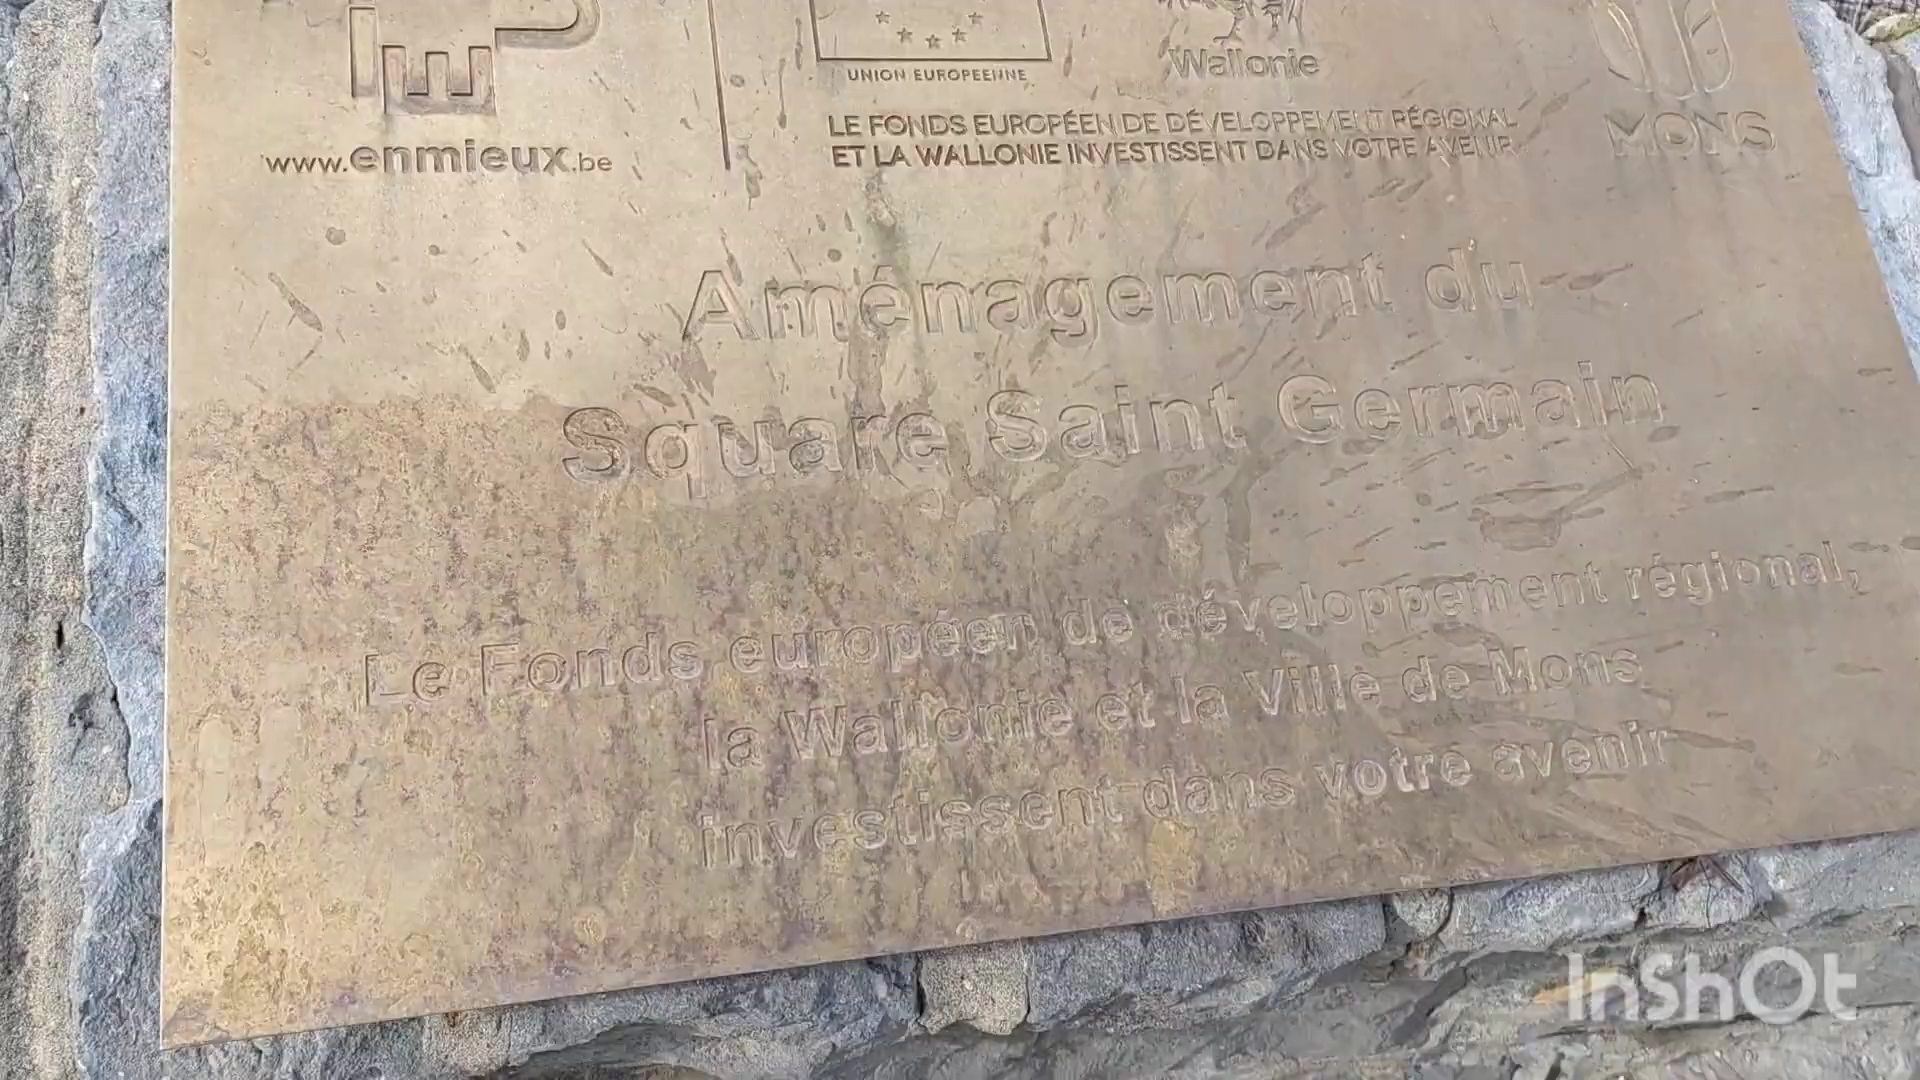 www.enmieux.be
UNION EUROPEENNE
Wallonie
LE FONDS EUROPÉEN DE DÉVELOPPEMENT RÉGIONAL
ET LA WALLONIE INVESTISSENT DANS VOTRE AVENIR
MONS
Aménagement du
Square Saint Germain
Le Fonds européen de développement régional,
la Wallonie et la Ville de Mons
investissent dans votre avenir
InShOt